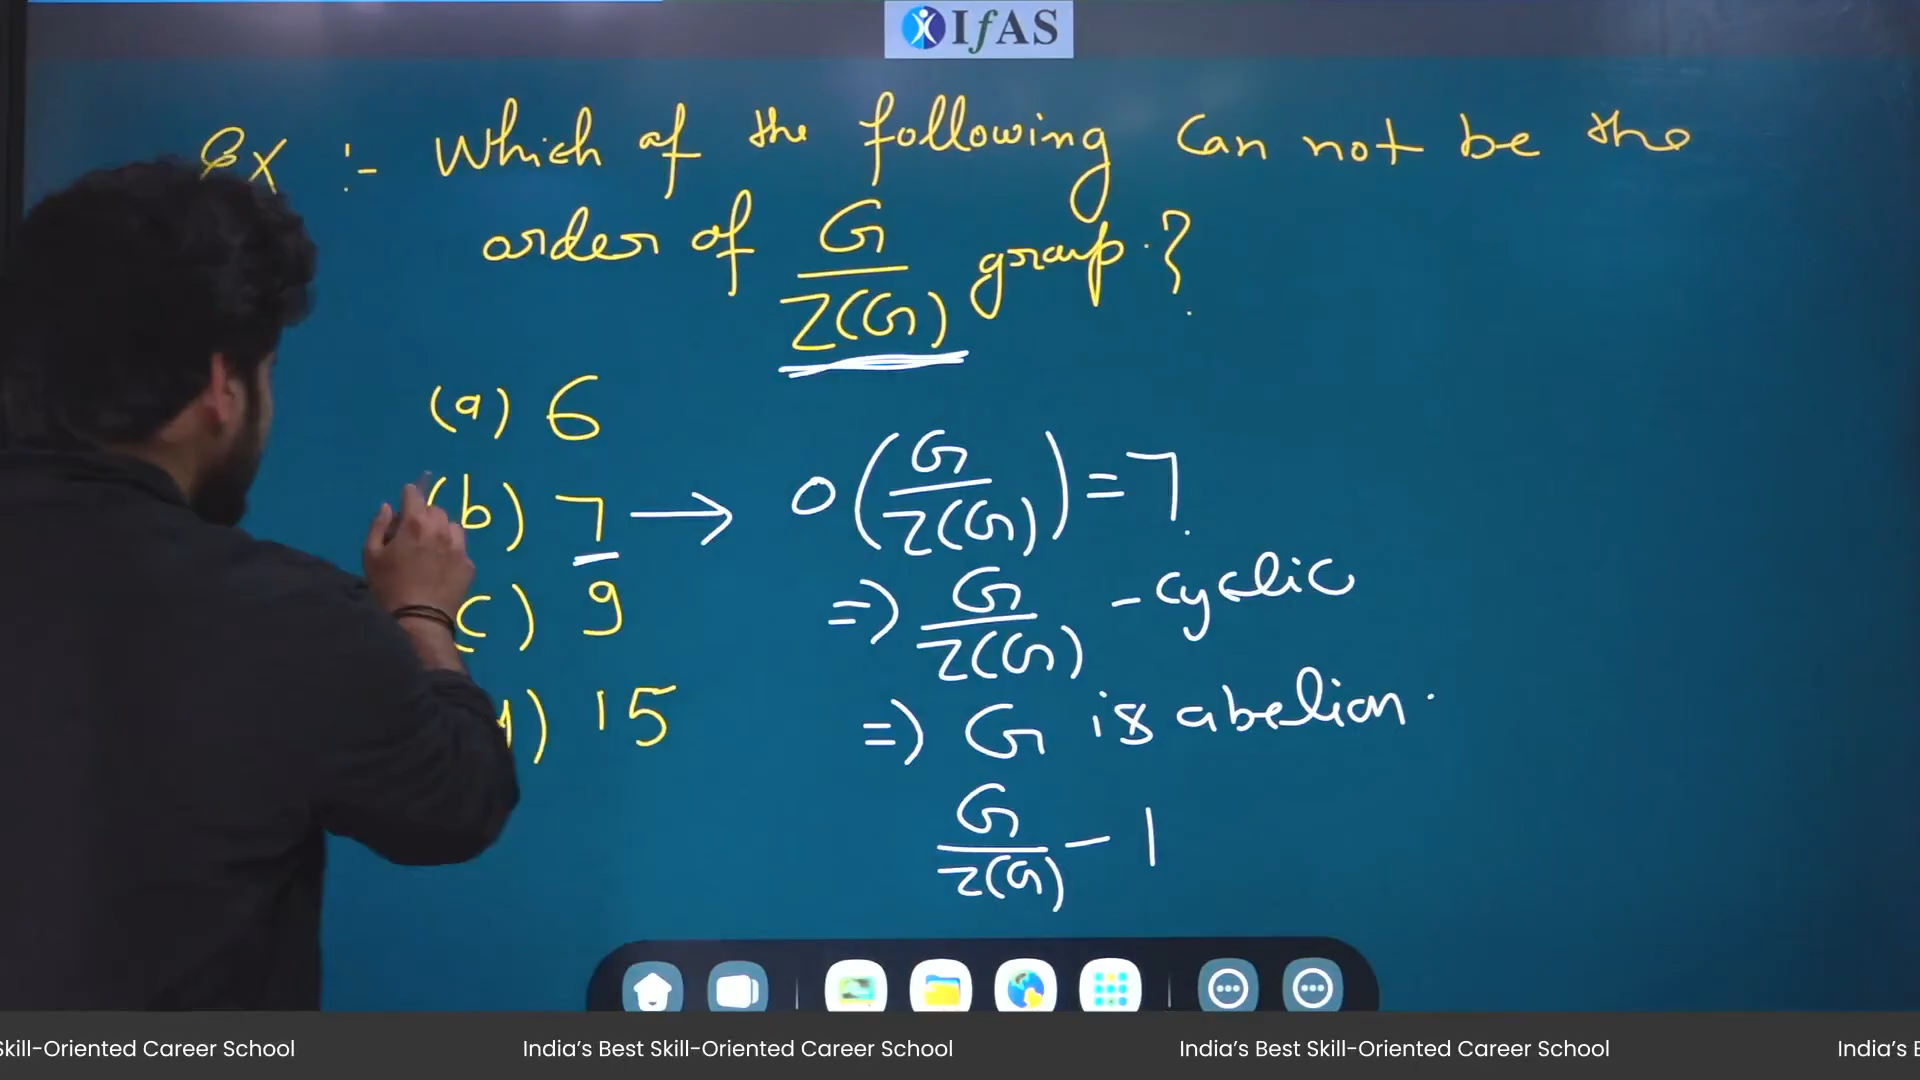 IfAS
Ex :- Which of the following can not be the
order of G/Z(G) group.?
(a) 6
(b) 7 → o(G/Z(G)) = 7.
⇒ G/Z(G) - cyclic
(c) 9
⇒ G is abelian.
(d) 15
G/Z(G) - 1
Skill-Oriented Career School India's Best Skill-Oriented Career School India's Best Skill-Oriented Career School India's